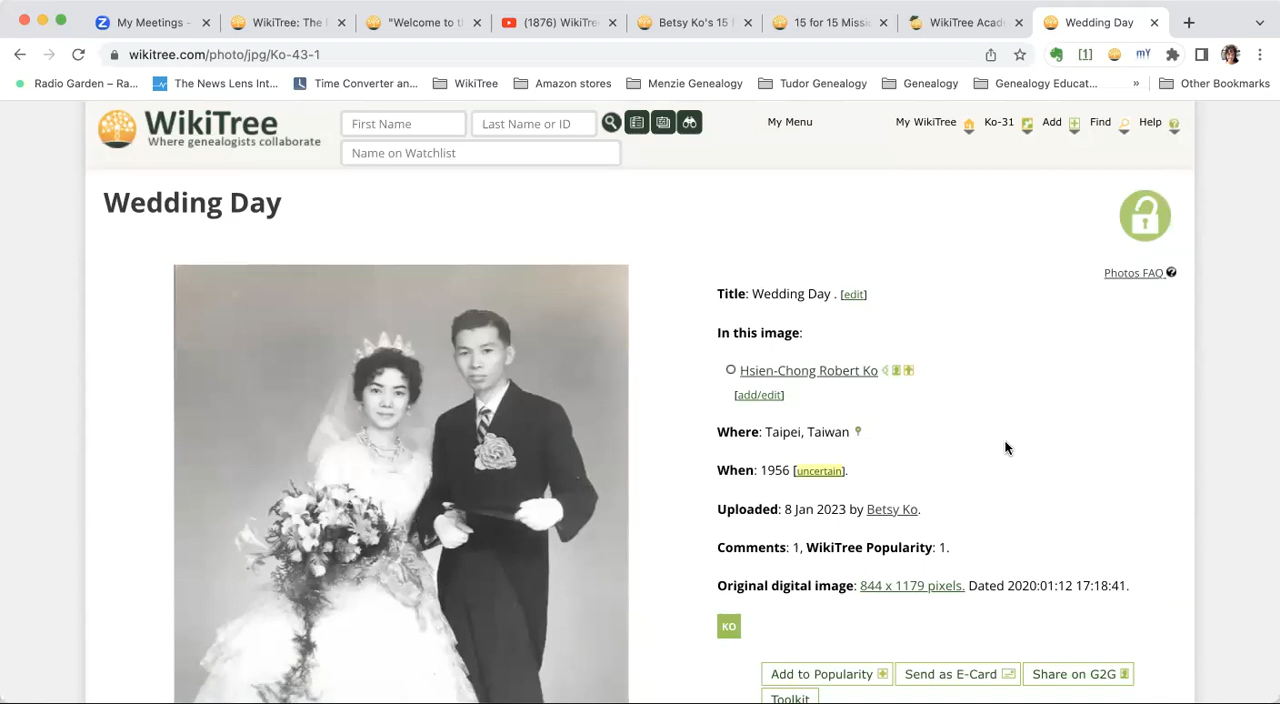 My Meetings -
WikiTree: The
"Welcome to t
(1876) WikiTre
Betsy Ko's 15
15 for 15 Missi
WikiTree Acad
Wedding Day
wikitree.com/photo/jpg/Ko-43-1
[1]
mY
Radio Garden – Ra...
The News Lens Int...
Time Converter an...
WikiTree
Amazon stores
Menzie Genealogy
Tudor Genealogy
Genealogy
Genealogy Educat...
»
Other Bookmarks
WikiTree
Where genealogists collaborate
First Name
Last Name or ID
Name on Watchlist
My Menu
My WikiTree
Ko-31
Add
Find
Help
Wedding Day
Photos FAQ
Title: Wedding Day . [edit]
In this image:
Hsien-Chong Robert Ko
[add/edit]
Where: Taipei, Taiwan
When: 1956 [uncertain].
Uploaded: 8 Jan 2023 by Betsy Ko.
Comments: 1, WikiTree Popularity: 1.
Original digital image: 844 x 1179 pixels. Dated 2020:01:12 17:18:41.
KO
Add to Popularity
Send as E-Card
Share on G2G
Toolkit